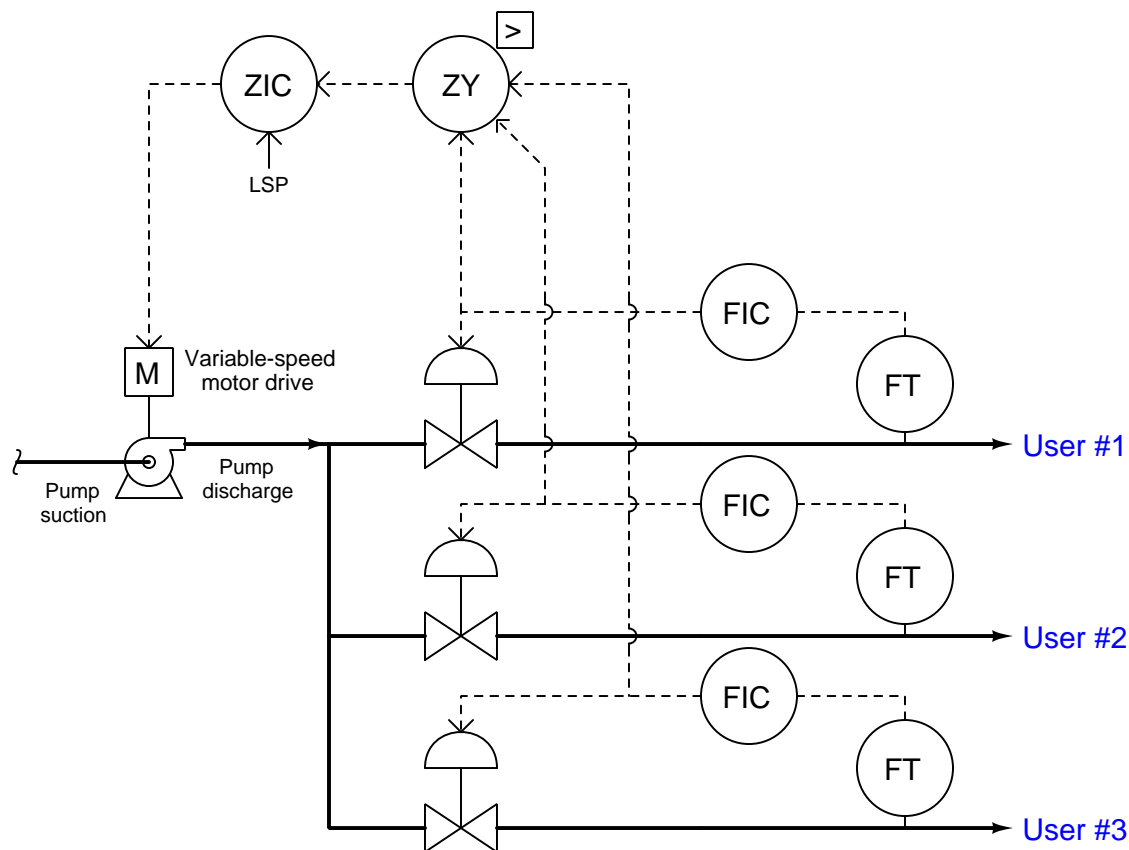 >
ZIC
ZY
LSP
FIC
M
Variable-speed
motor drive
FT
User #1
Pump
suction
Pump
discharge
FIC
FT
User #2
FIC
FT
User #3